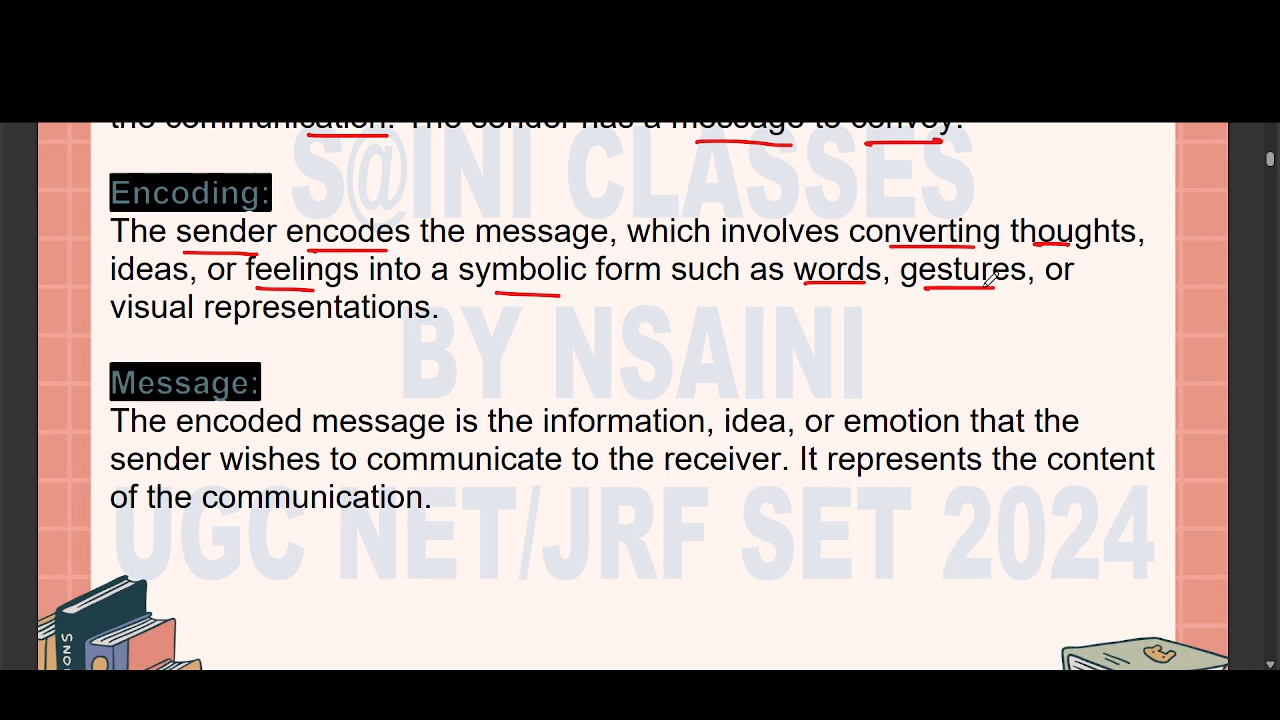 the communication. The sender has a message to convey.
S@INI CLASSES
Encoding:
The sender encodes the message, which involves converting thoughts,
ideas, or feelings into a symbolic form such as words, gestures, or
visual representations.
BY NSAINI
Message:
The encoded message is the information, idea, or emotion that the
sender wishes to communicate to the receiver. It represents the content
of the communication.
UGC NET/JRF SET 2024